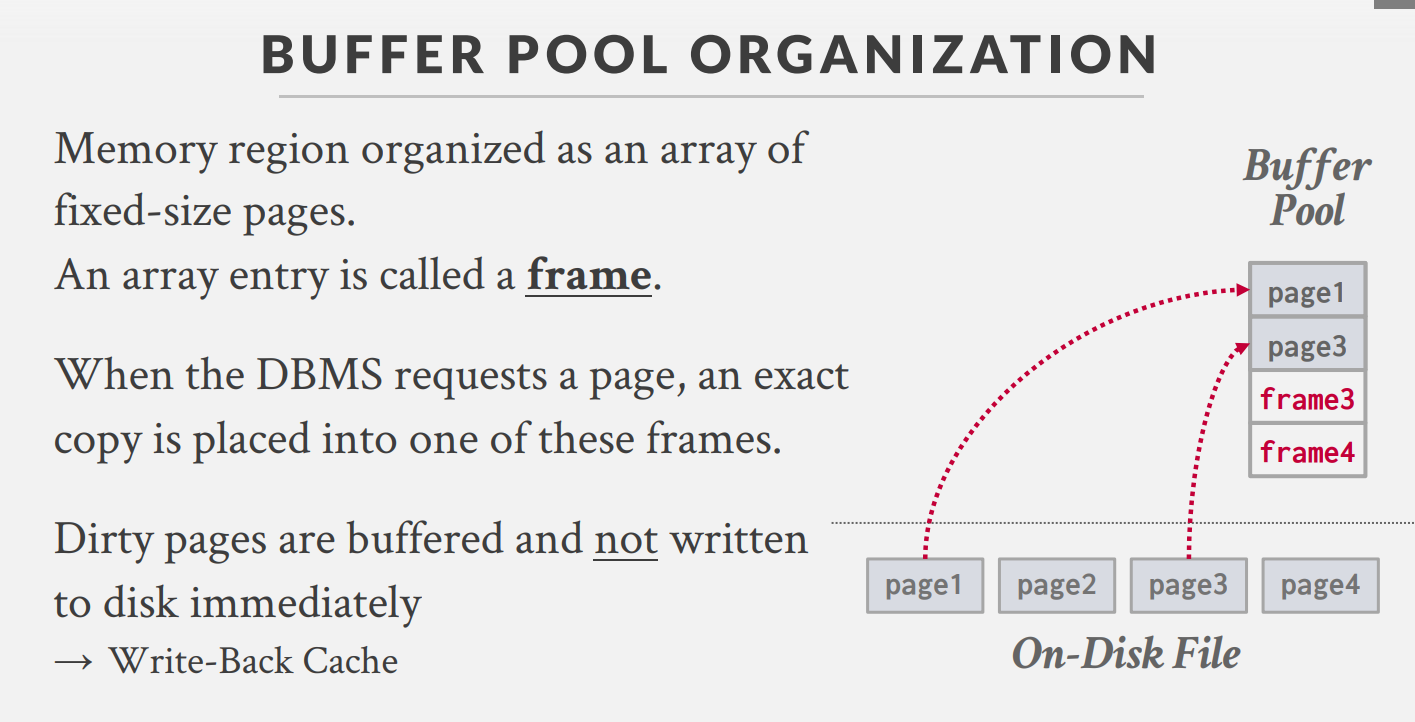 BUFFER POOL ORGANIZATION
Memory region organized as an array of
fixed-size pages.
An array entry is called a frame.
When the DBMS requests a page, an exact
copy is placed into one of these frames.
Dirty pages are buffered and not written
to disk immediately
→ Write-Back Cache
Buffer
Pool
page1
page3
frame3
frame4
page1 page2 page3 page4
On-Disk File